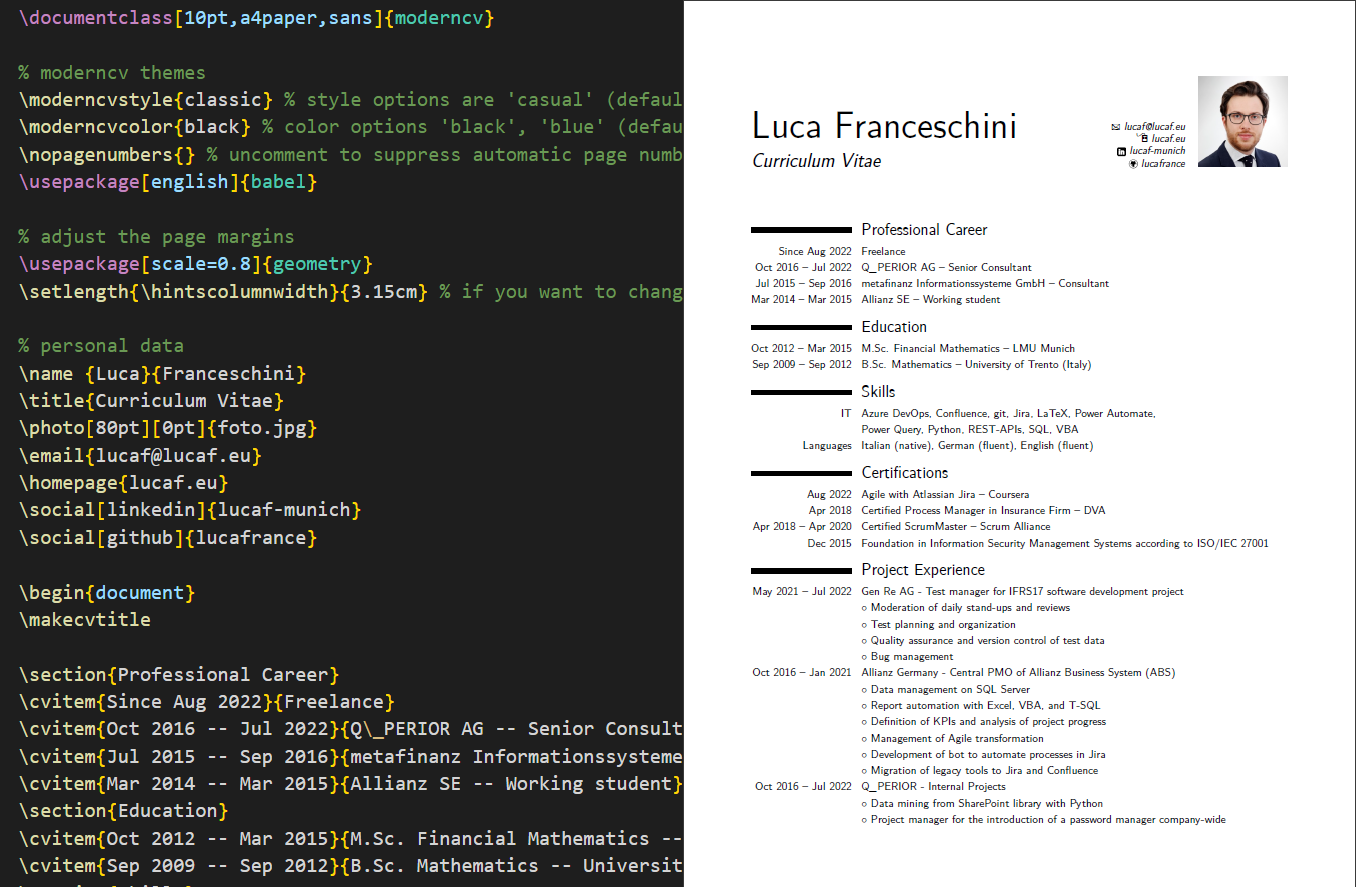 \documentclass[10pt,a4paper,sans]{moderncv}
% moderncv themes
\moderncvstyle{classic} % style options are 'casual' (defaul
\moderncvcolor{black} % color options 'black', 'blue' (defau
\nopagenumbers{} % uncomment to suppress automatic page numb
\usepackage[english]{babel}
% adjust the page margins
\usepackage[scale=0.8]{geometry}
\setlength{\hintscolumnwidth}{3.15cm} % if you want to chang
% personal data
\name {Luca}{Franceschini}
\title{Curriculum Vitae}
\photo[80pt][0pt]{foto.jpg}
\email{lucaf@lucaf.eu}
\homepage{lucaf.eu}
\social[linkedin]{lucaf-munich}
\social[github]{lucafrance}
\begin{document}
\makecvtitle
\section{Professional Career}
\cvitem{Since Aug 2022}{Freelance}
\cvitem{Oct 2016 -- Jul 2022}{Q\_PERIOR AG -- Senior Consult
\cvitem{Jul 2015 -- Sep 2016}{metafinanz Informationssysteme
\cvitem{Mar 2014 -- Mar 2015}{Allianz SE -- Working student}
\section{Education}
\cvitem{Oct 2012 -- Mar 2015}{M.Sc. Financial Mathematics --
\cvitem{Sep 2009 -- Sep 2012}{B.Sc. Mathematics -- Universit
Luca Franceschini
Curriculum Vitae
lucaf@lucaf.eu
lucaf.eu
lucaf-munich
lucafrance
Professional Career
Since Aug 2022 Freelance
Oct 2016 – Jul 2022 Q_PERIOR AG – Senior Consultant
Jul 2015 – Sep 2016 metafinanz Informationssysteme GmbH – Consultant
Mar 2014 – Mar 2015 Allianz SE – Working student
Education
Oct 2012 – Mar 2015 M.Sc. Financial Mathematics – LMU Munich
Sep 2009 – Sep 2012 B.Sc. Mathematics – University of Trento (Italy)
Skills
IT Azure DevOps, Confluence, git, Jira, LaTeX, Power Automate,
Power Query, Python, REST-APIs, SQL, VBA
Languages Italian (native), German (fluent), English (fluent)
Certifications
Aug 2022 Agile with Atlassian Jira – Coursera
Apr 2018 Certified Process Manager in Insurance Firm – DVA
Apr 2018 – Apr 2020 Certified ScrumMaster – Scrum Alliance
Dec 2015 Foundation in Information Security Management Systems according to ISO/IEC 27001
Project Experience
May 2021 – Jul 2022 Gen Re AG - Test manager for IFRS17 software development project
○ Moderation of daily stand-ups and reviews
○ Test planning and organization
○ Quality assurance and version control of test data
○ Bug management
Oct 2016 – Jan 2021 Allianz Germany - Central PMO of Allianz Business System (ABS)
○ Data management on SQL Server
○ Report automation with Excel, VBA, and T-SQL
○ Definition of KPIs and analysis of project progress
○ Management of Agile transformation
○ Development of bot to automate processes in Jira
○ Migration of legacy tools to Jira and Confluence
Oct 2016 – Jul 2022 Q_PERIOR - Internal Projects
○ Data mining from SharePoint library with Python
○ Project manager for the introduction of a password manager company-wide